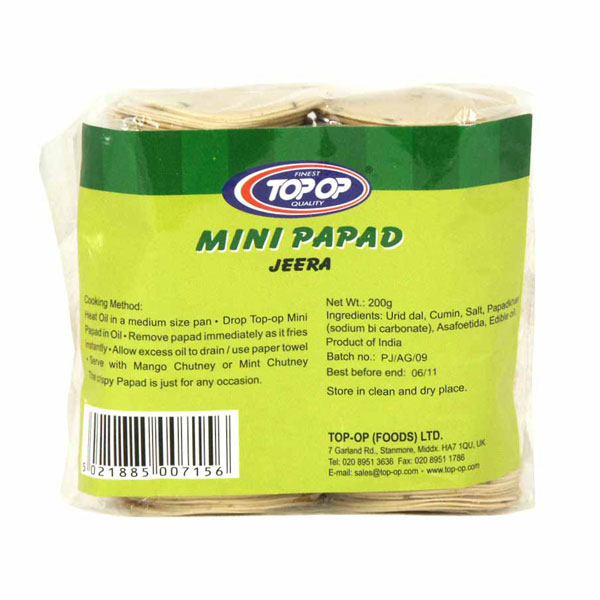 FINEST
TOPOP
®
QUALITY
MINI PAPAD
JEERA
Cooking Method:
Heat Oil in a medium size pan • Drop Top-op Mini
Papad in Oil • Remove papad immediately as it fries
instantly • Allow excess oil to drain / use paper towel
• Serve with Mango Chutney or Mint Chutney
The crispy Papad is just for any occasion.
Net Wt.: 200g
Ingredients: Urid dal, Cumin, Salt, Papadkhar
(sodium bi carbonate), Asafoetida, Edible oil.
Product of India
Batch no.: PJ/AG/09
Best before end: 06/11
Store in clean and dry place.
5 021885 007156
TOP-OP (FOODS) LTD.
7 Garland Rd., Stanmore, Middx. HA7 1QU, UK
Tel: 020 8951 3636 Fax: 020 8951 1786
E-mail: sales@top-op.com - www.top-op.com